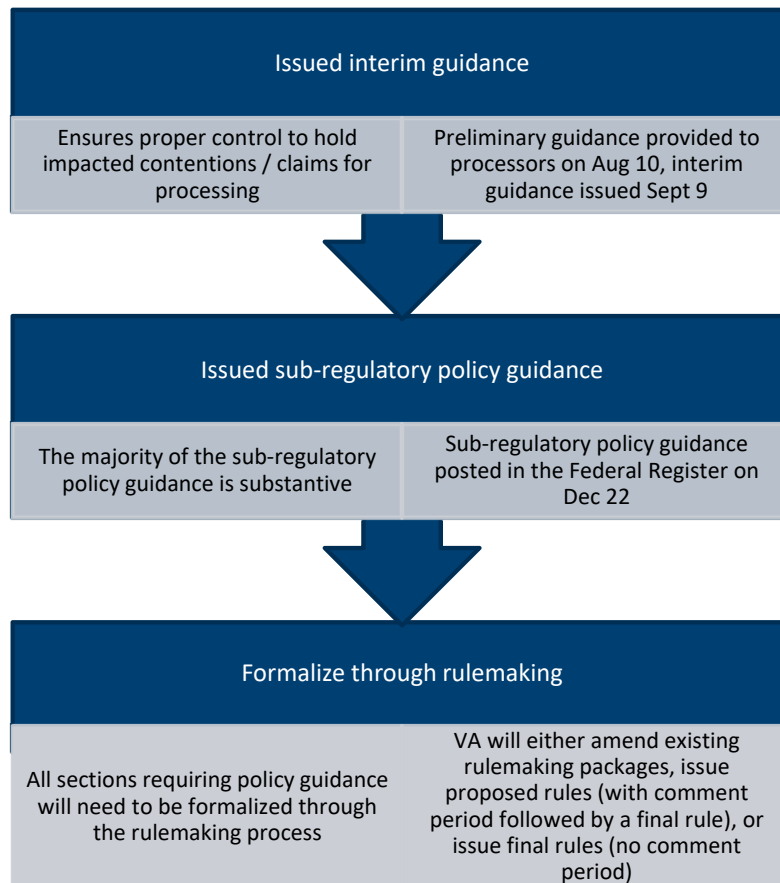 Issued interim guidance
Ensures proper control to hold
impacted contentions / claims for
processing
Preliminary guidance provided to
processors on Aug 10, interim
guidance issued Sept 9
Issued sub-regulatory policy guidance
The majority of the sub-regulatory
policy guidance is substantive
Sub-regulatory policy guidance
posted in the Federal Register on
Dec 22
Formalize through rulemaking
All sections requiring policy guidance
will need to be formalized through
the rulemaking process
VA will either amend existing
rulemaking packages, issue
proposed rules (with comment
period followed by a final rule), or
issue final rules (no comment
period)